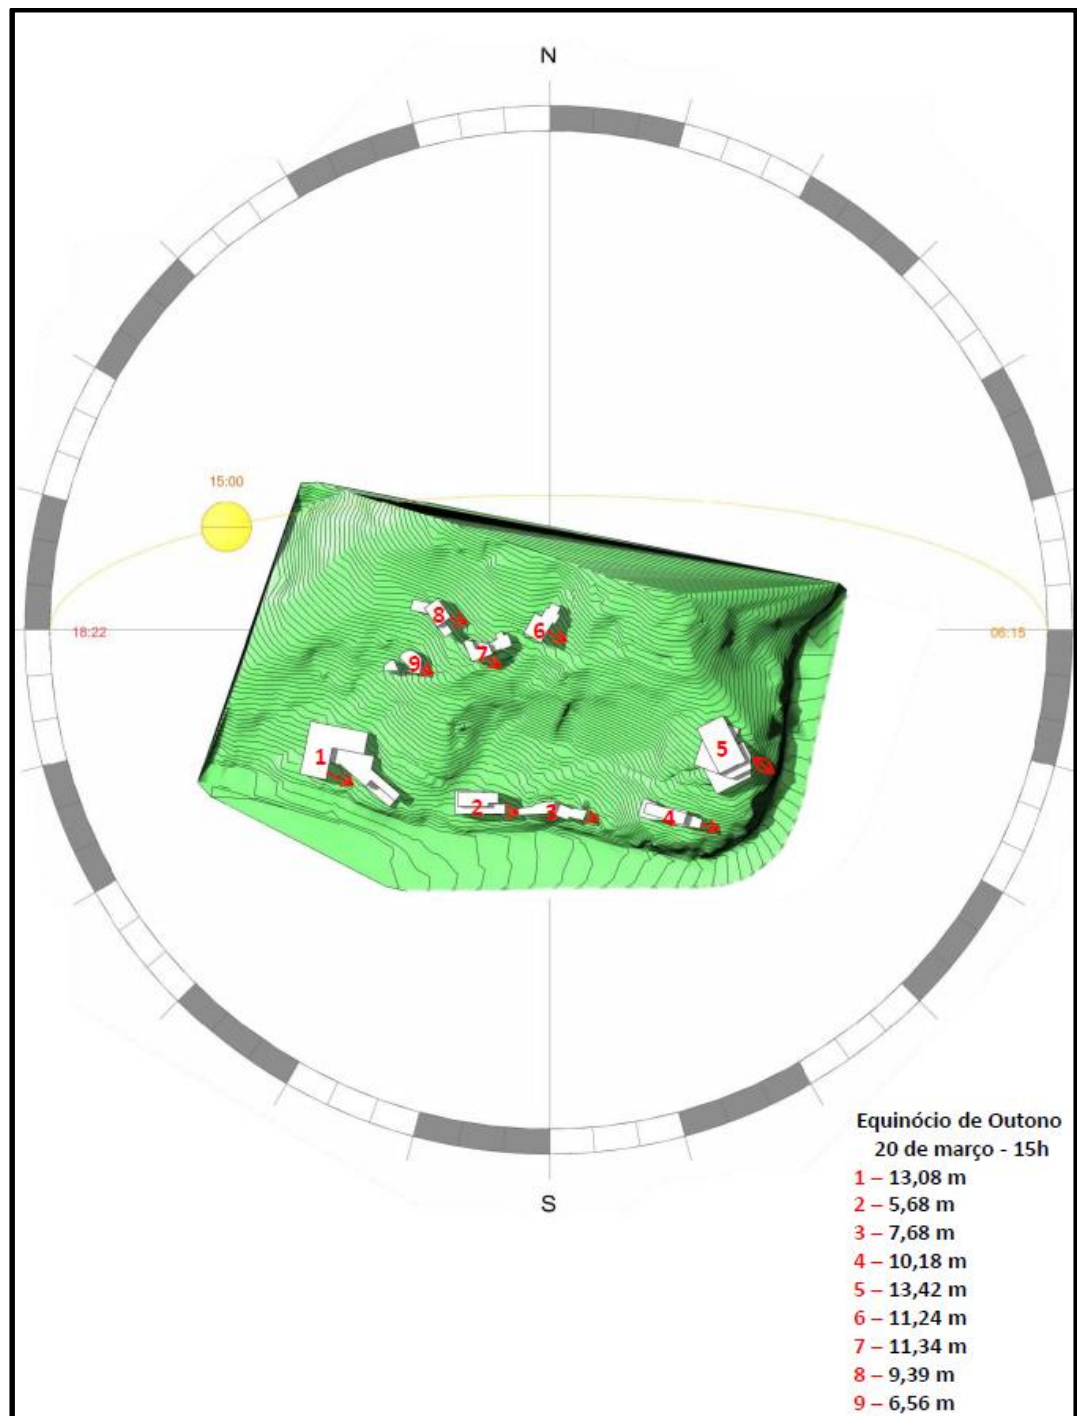 N
15:00
18:22
06:15
8
6
7
9
5
1
2
3
4
S
Equinócio de Outono
20 de março - 15h
1 – 13,08 m
2 – 5,68 m
3 – 7,68 m
4 – 10,18 m
5 – 13,42 m
6 – 11,24 m
7 – 11,34 m
8 – 9,39 m
9 – 6,56 m